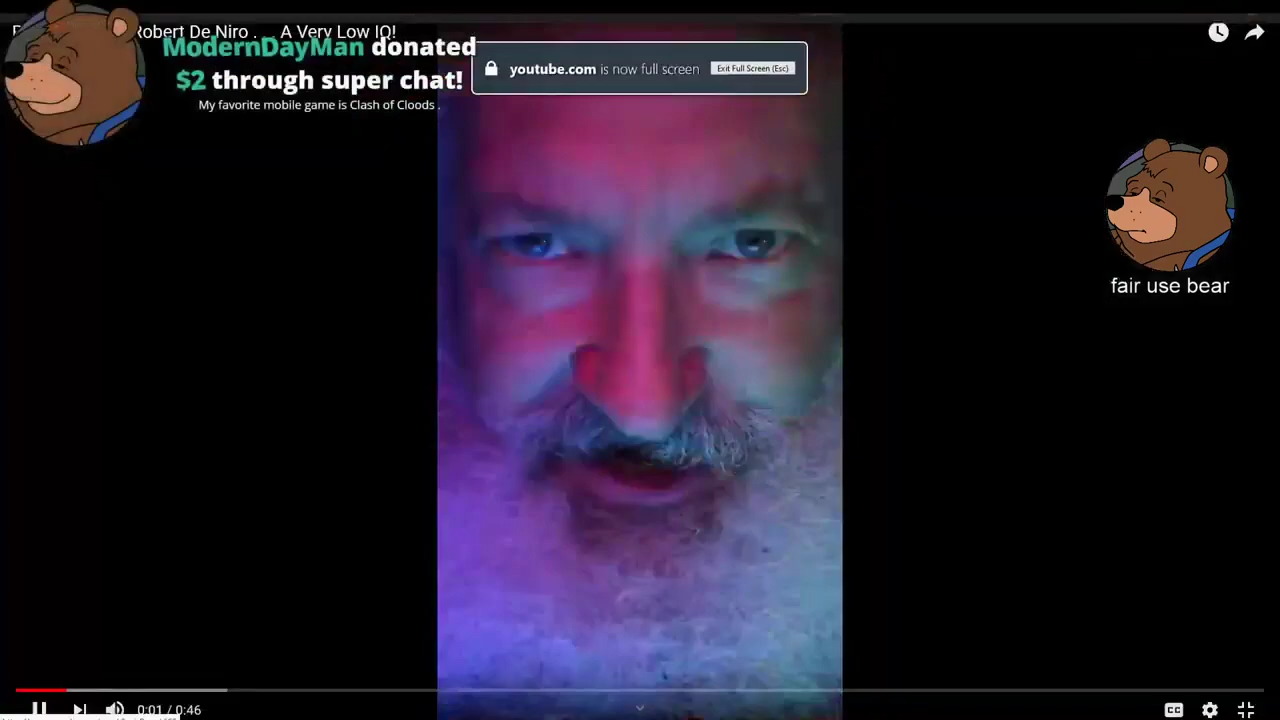 Robert De Niro . ... A Very Low IQ!
ModernDayMan donated
$2 through super chat!
My favorite mobile game is Clash of Cloods .
youtube.com is now full screen
Exit Full Screen (Esc)
fair use bear
0:01 / 0:46
CC